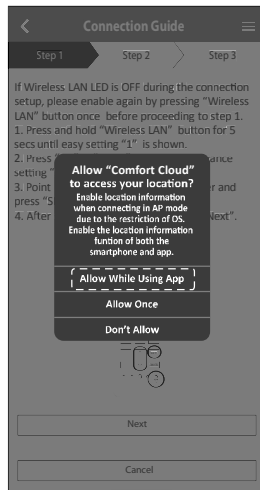 Connection Guide
Step 1
Step 2
Step 3
If Wireless LAN LED is OFF during the connection
setup, please enable again by pressing "Wireless
LAN" button once before proceeding to step 1.
1. Press and hold "Wireless LAN" button for 5
secs until easy setting "1" is shown.
2. Press
setting "
3. Point
er and
press "S
4. After
Next".
Allow "Comfort Cloud"
to access your location?
Enable location information
when connecting in AP mode
due to the restriction of OS.
Enable the location information
funtion of both the
smartphone and app.
Allow While Using App
Allow Once
Don't Allow
Next
Cancel